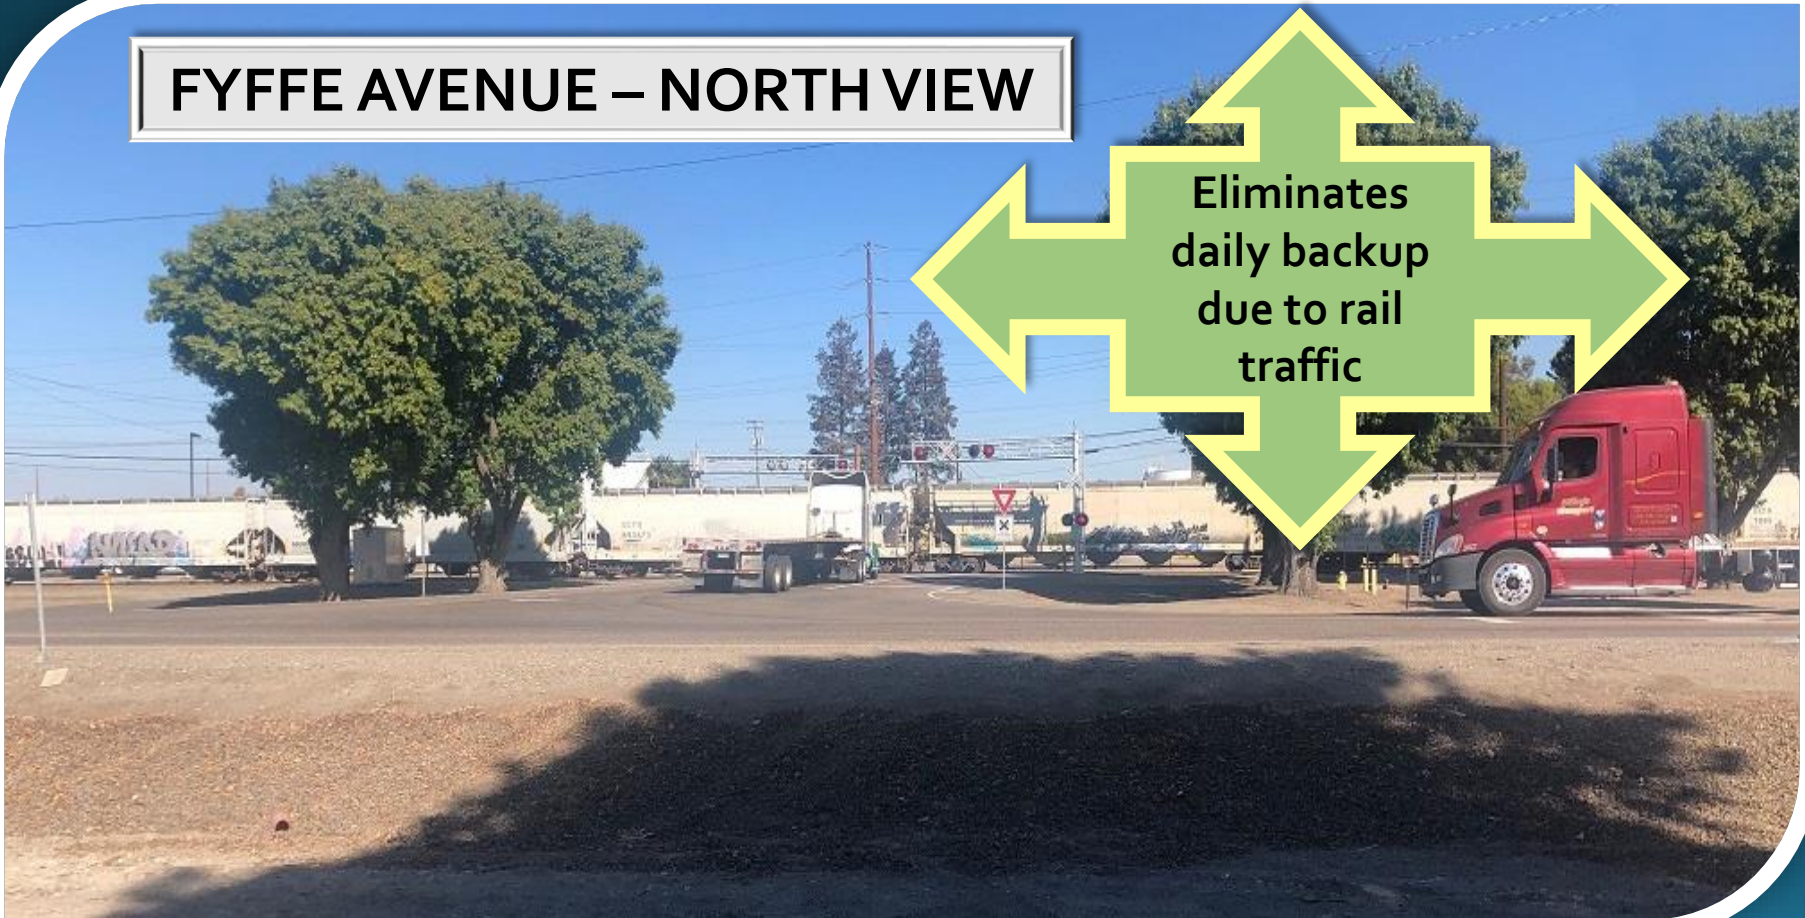 FYFFE AVENUE – NORTH VIEW
Eliminates
daily backup
due to rail
traffic